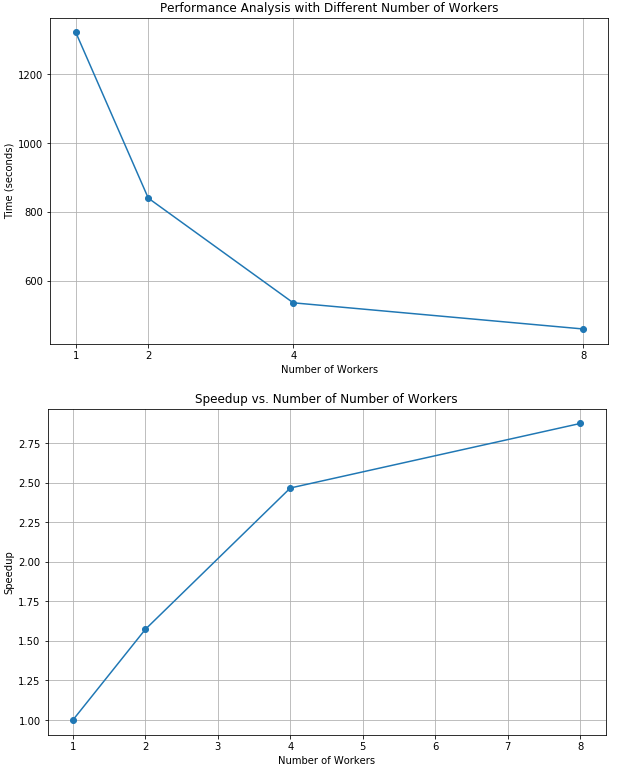 Performance Analysis with Different Number of Workers
1200
1000
800
600
Time (seconds)
1 2 4 8
Number of Workers
Speedup vs. Number of Number of Workers
2.75
2.50
2.25
2.00
1.75
1.50
1.25
1.00
Speedup
1 2 3 4 5 6 7 8
Number of Workers